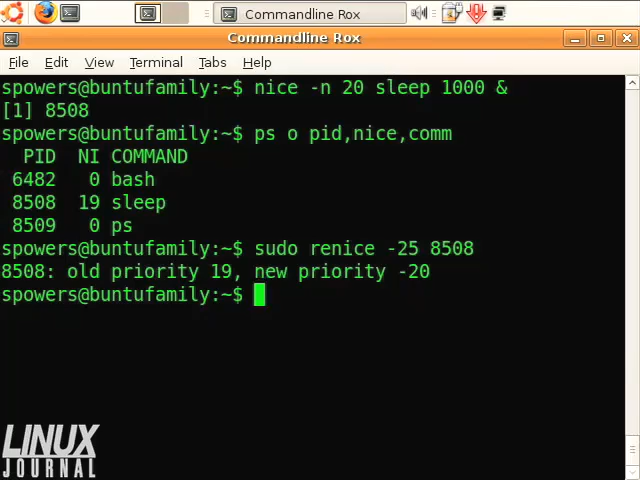 Commandline Rox
Commandline Rox
File Edit View Terminal Tabs Help
spowers@buntufamily:~$ nice -n 20 sleep 1000 &
[1] 8508
spowers@buntufamily:~$ ps o pid,nice,comm
  PID  NI COMMAND
 6482   0 bash
 8508  19 sleep
 8509   0 ps
spowers@buntufamily:~$ sudo renice -25 8508
8508: old priority 19, new priority -20
spowers@buntufamily:~$
LINUX
JOURNAL